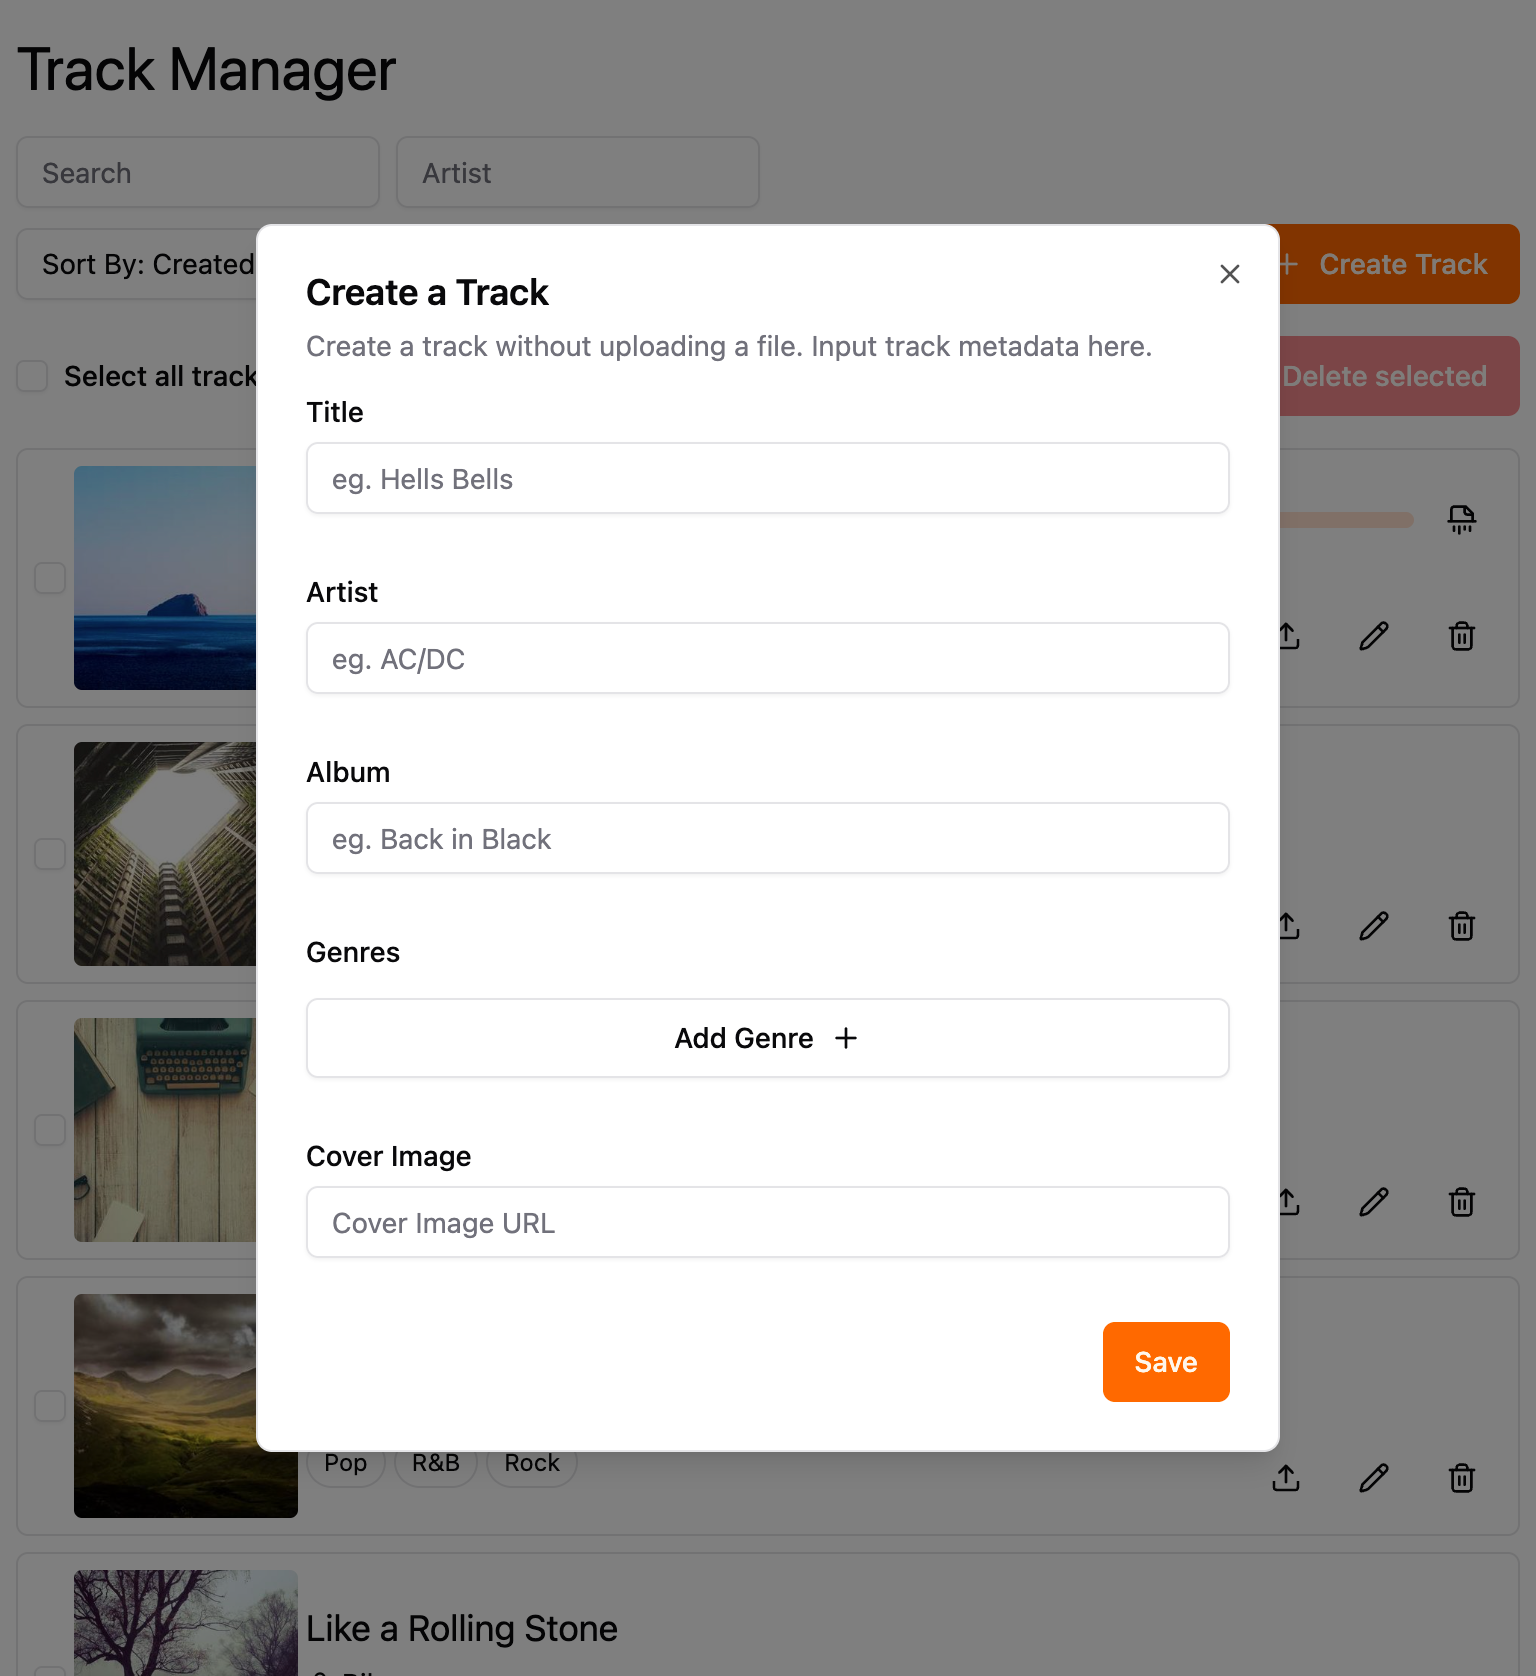 Track Manager
Search
Artist
Sort By: Created
Create Track
Select all track
Delete selected
Create a Track
Create a track without uploading a file. Input track metadata here.
Title
eg. Hells Bells
Artist
eg. AC/DC
Album
eg. Back in Black
Genres
Add Genre
Cover Image
Cover Image URL
Save
Pop
R&B
Rock
Like a Rolling Stone